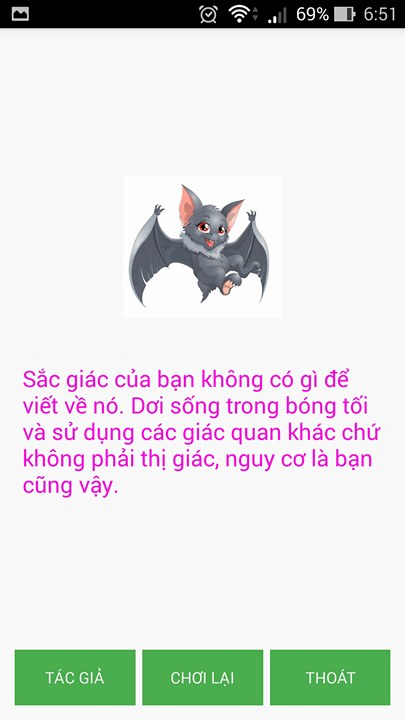 69% 6:51
Sắc giác của bạn không có gì để
viết về nó. Dơi sống trong bóng tối
và sử dụng các giác quan khác chứ
không phải thị giác, nguy cơ là bạn
cũng vậy.
TÁC GIẢ CHƠI LẠI THOÁT